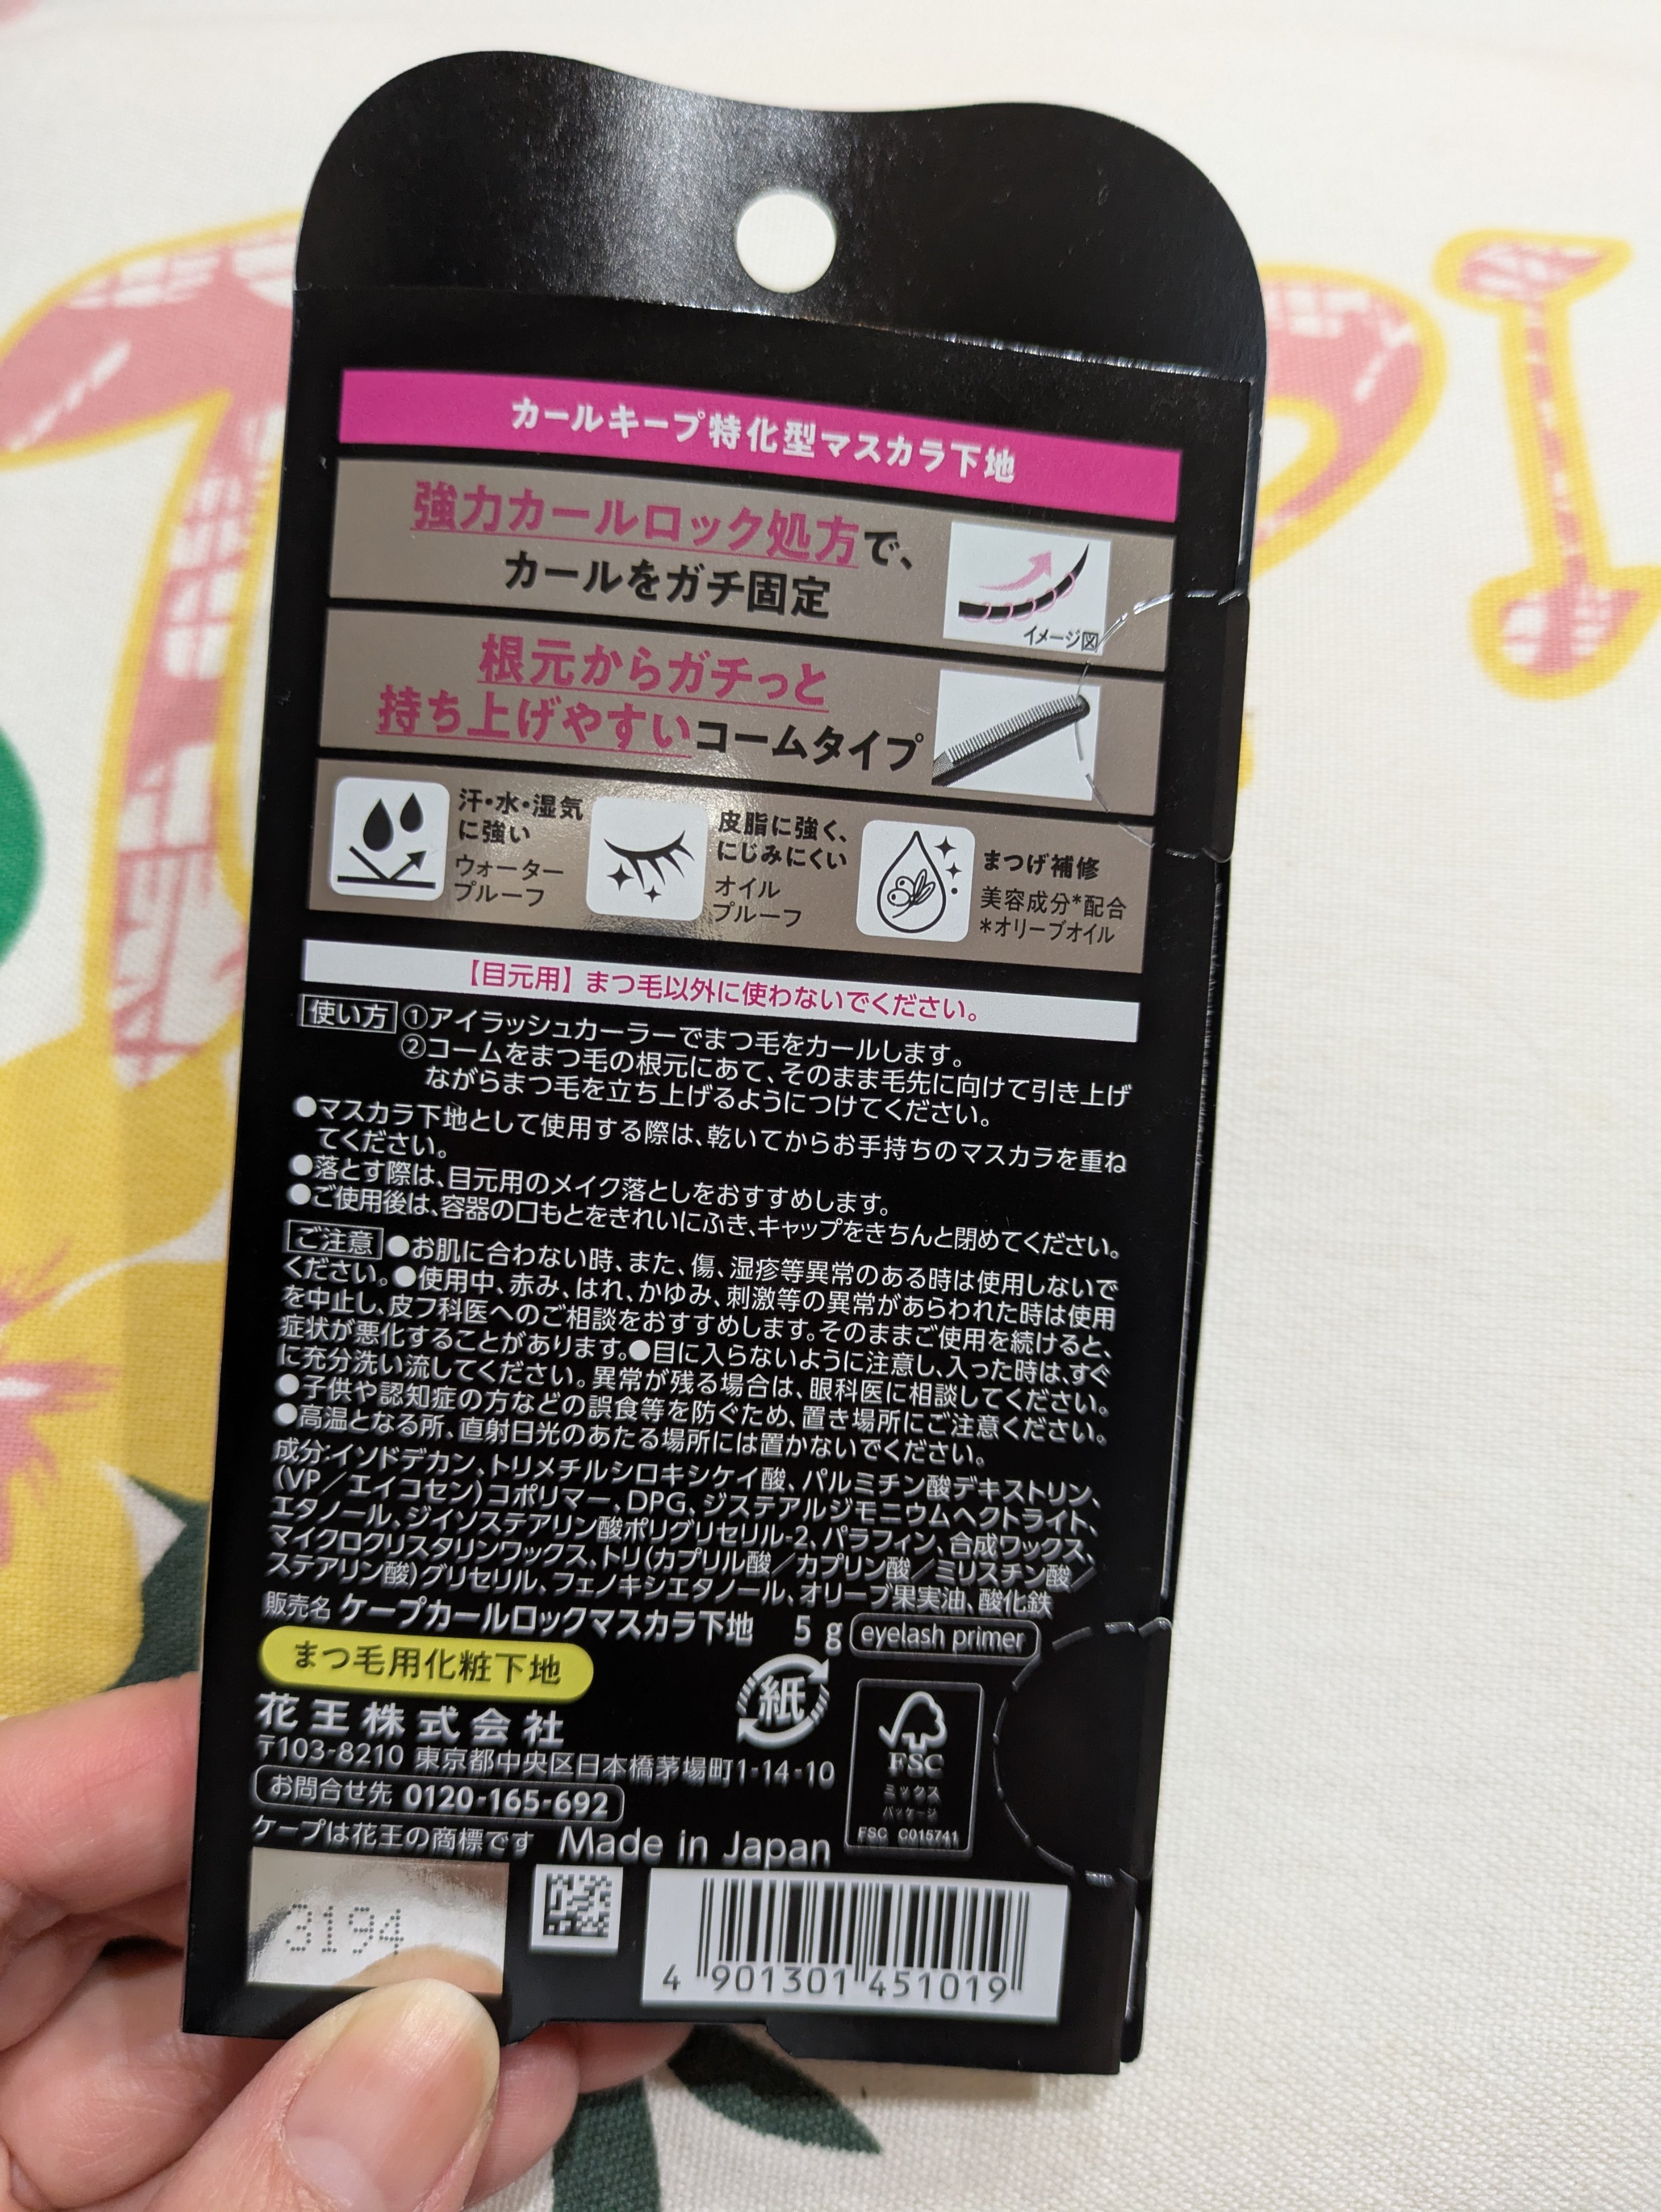 カールキープ特化型マスカラ下地
強力カールロック処方で、
カールをガチ固定
イメージ図
根元からガチっと
持ち上げやすいコームタイプ
汗・水・湿気
に強い
ウォーター
プルーフ
皮脂に強く、
にじみにくい
オイル
プルーフ
まつげ補修
美容成分*配合
*オリーブオイル
【目元用】まつ毛以外に使わないでください。
使い方 ①アイラッシュカーラーでまつ毛をカールします。
②コームをまつ毛の根元にあて、そのまま毛先に向けて引き上げ
ながらまつ毛を立ち上げるようにつけてください。
●マスカラ下地として使用する際は、乾いてからお手持ちのマスカラを重ね
てください。
●落とす際は、目元用のメイク落としをおすすめします。
●ご使用後は、容器の口もとをきれいにふき、キャップをきちんと閉めてください。
ご注意 ●お肌に合わない時、また、傷、湿疹等異常のある時は使用しないで
ください。●使用中、赤み、はれ、かゆみ、刺激等の異常があらわれた時は使用
を中止し、皮フ科医へのご相談をおすすめします。そのままご使用を続けると、
症状が悪化することがあります。●目に入らないように注意し、入った時は、すぐ
に充分洗い流してください。異常が残る場合は、眼科医に相談してください。
●子供や認知症の方などの誤食等を防ぐため、置き場所にご注意ください。
●高温となる所、直射日光のあたる場所には置かないでください。
成分:イソドデカン、トリメチルシロキシケイ酸、パルミチン酸デキストリン、
(VP/エイコセン)コポリマー、DPG、ジステアルジモニウムヘクトライト、
エタノール、ジイソステアリン酸ポリグリセリル-2、パラフィン、合成ワックス、
マイクロクリスタリンワックス、トリ(カプリル酸/カプリン酸/ミリスチン酸/
ステアリン酸)グリセリル、フェノキシエタノール、オリーブ果実油、酸化鉄
販売名 ケープカールロックマスカラ下地 5g eyelash primer
まつ毛用化粧下地
紙
花王株式会社
〒103-8210 東京都中央区日本橋茅場町1-14-10
お問合せ先 0120-165-692
ケープは花王の商標です Made in Japan
FSC
ミックス
パッケージ
FSC C015741
3194
4 901301 451019